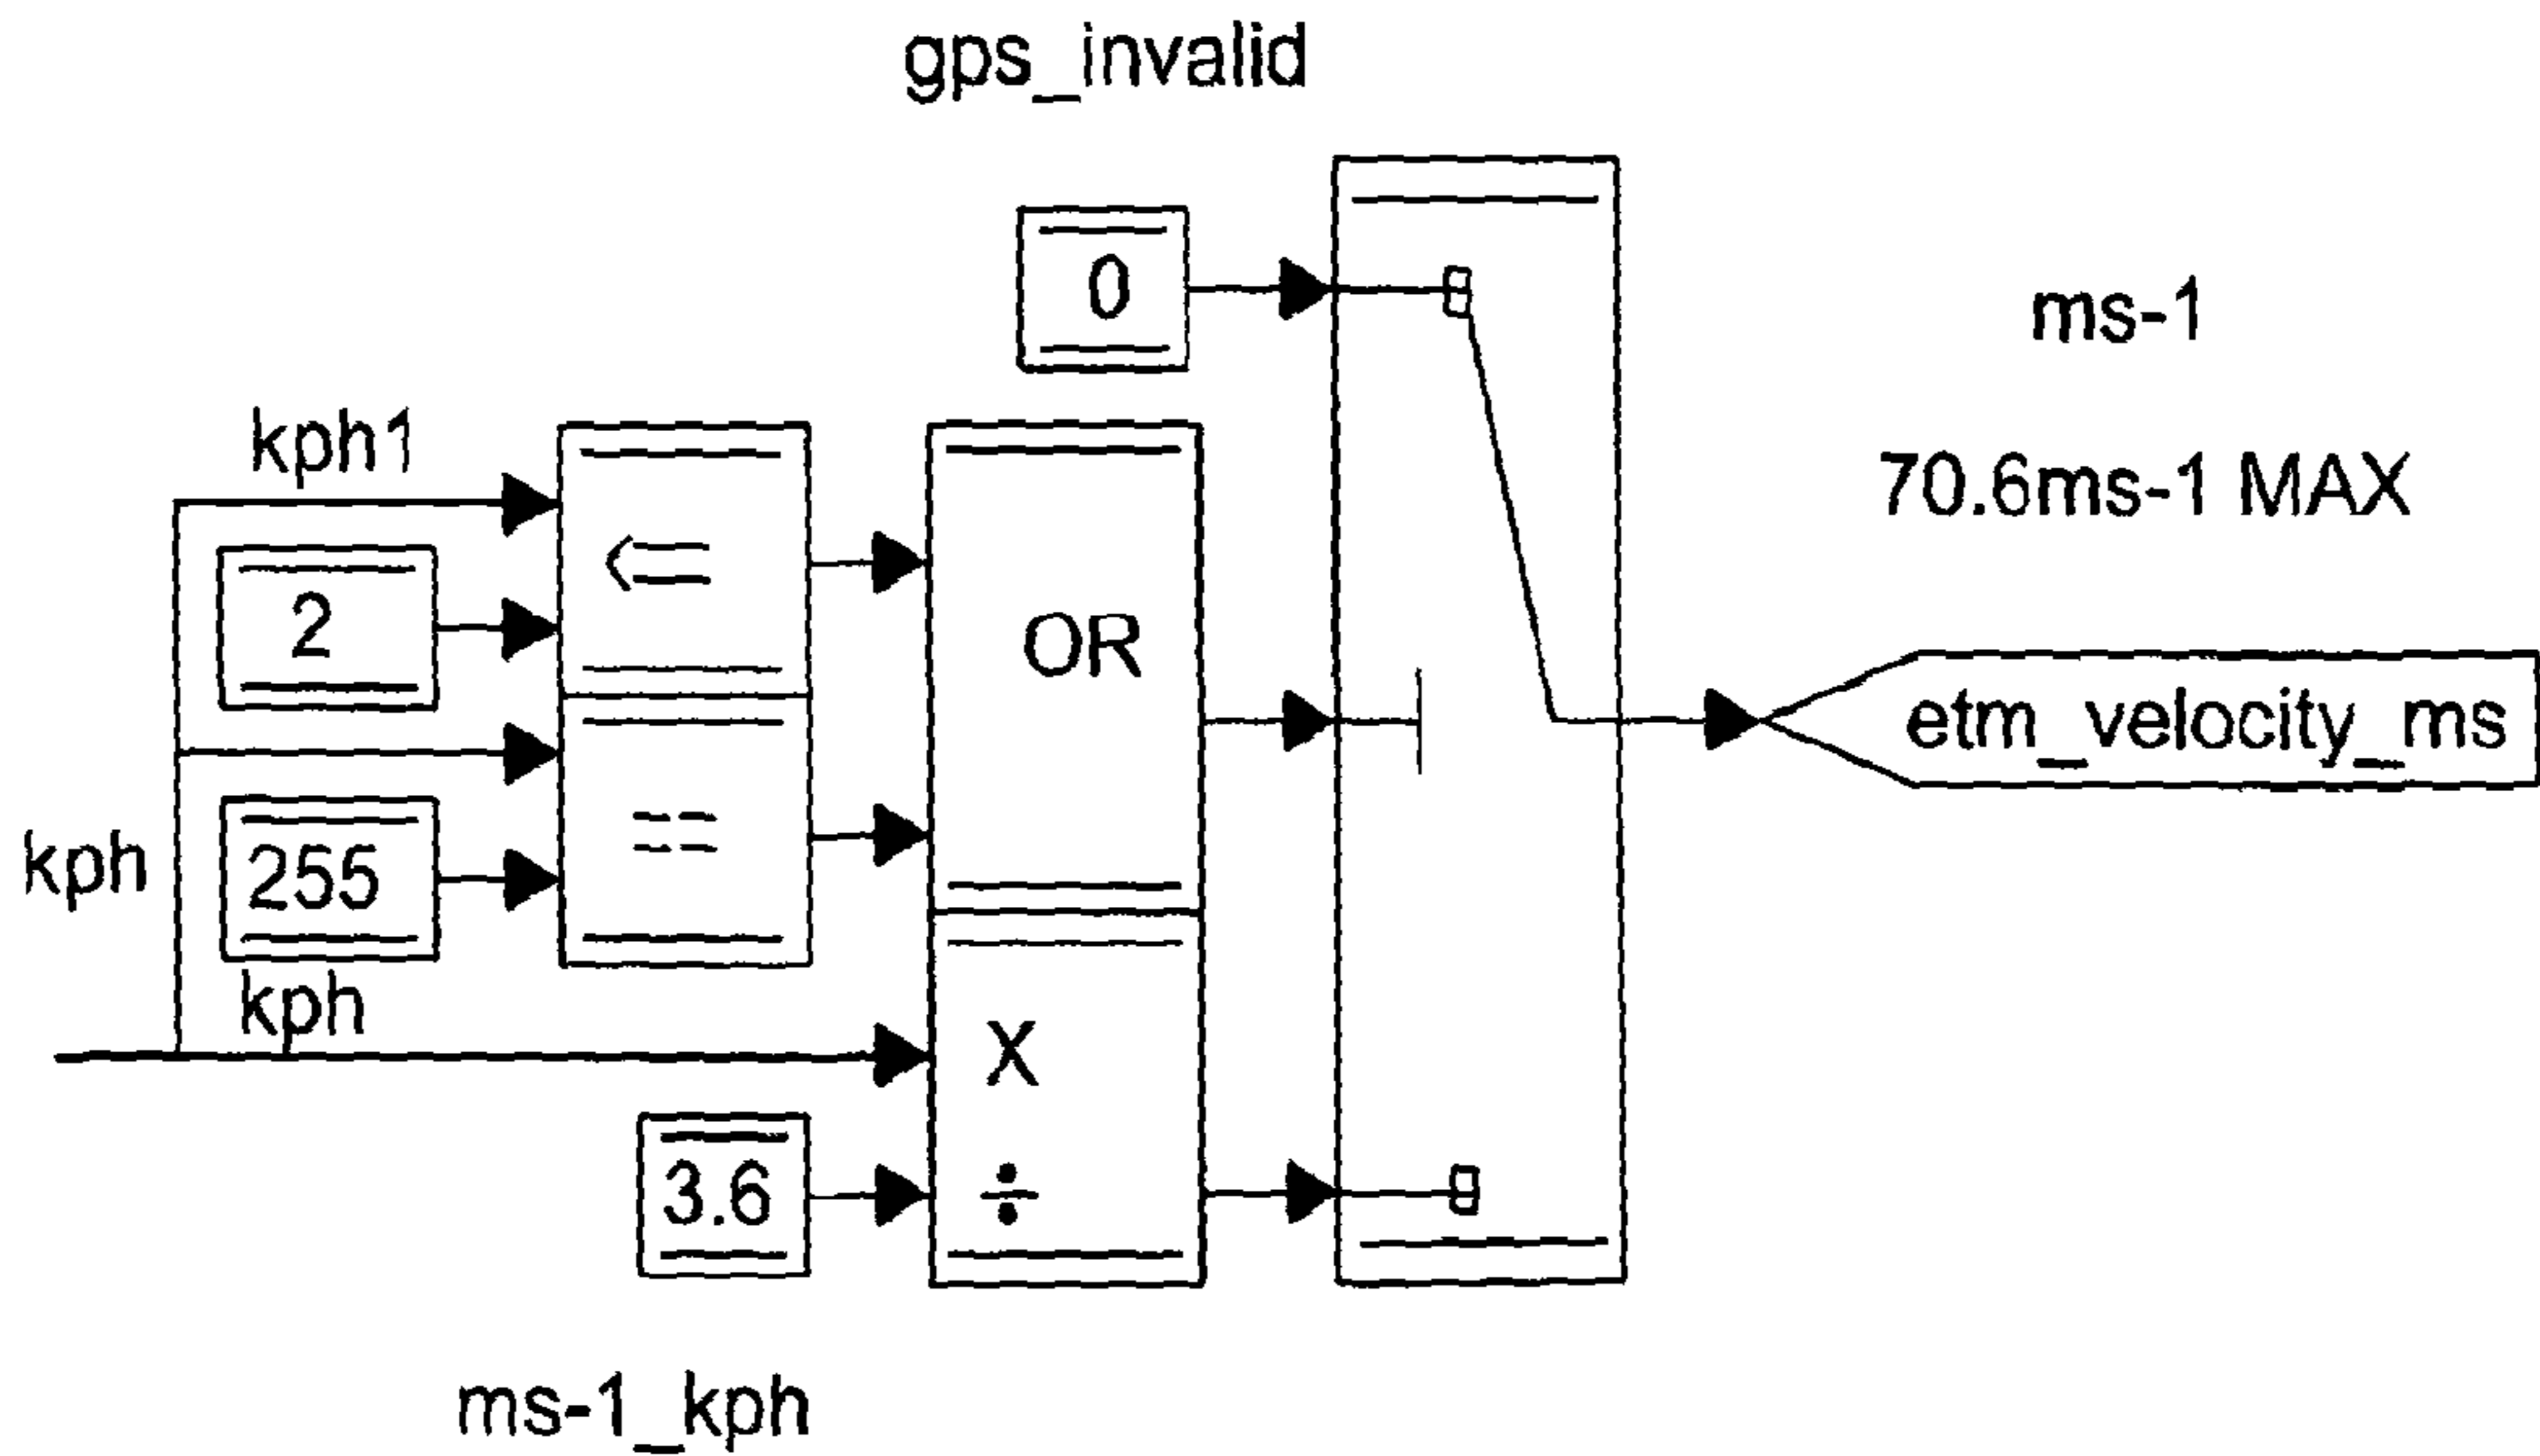 gps_invalid
0
ms-1
kph1
70.6ms-1 MAX
<=
2
OR
etm_velocity_ms
==
kph
255
kph
X
3.6
÷
ms-1_kph